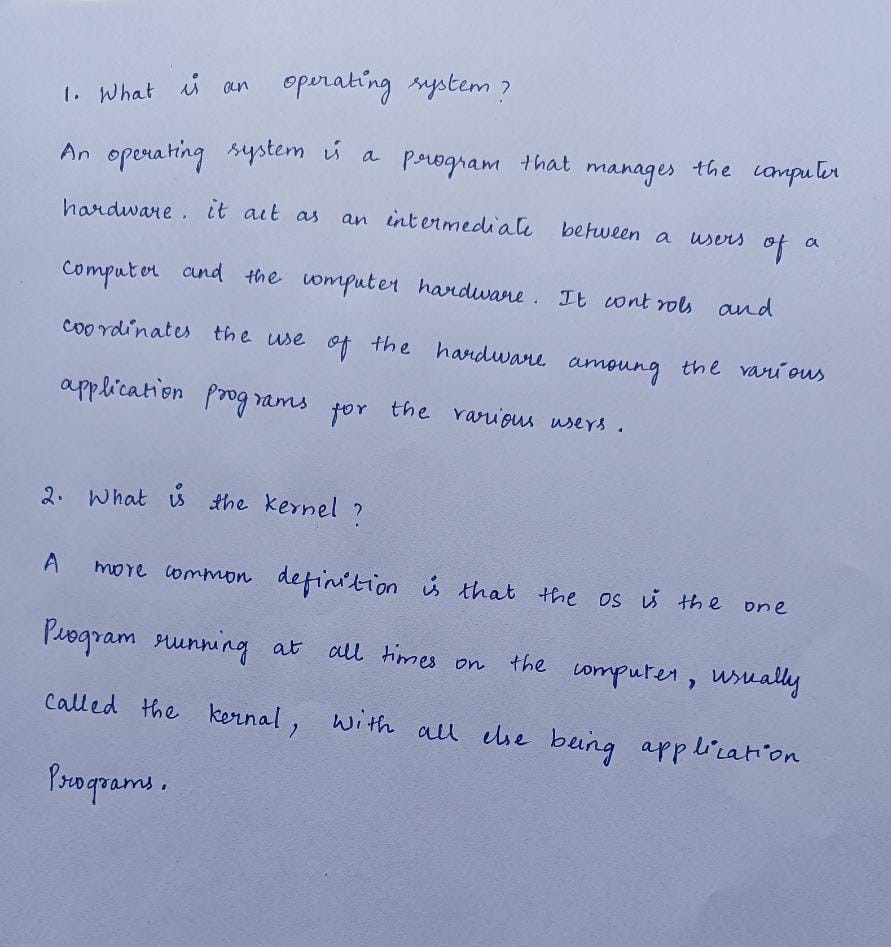 1. What is an operating system?
An operating system is a program that manages the computer
hardware. it act as an intermediate between a users of a
computer and the computer hardware. It controls and
coordinates the use of the hardware amoung the various
application programs for the various users.
2. What is the kernel?
A more common definition is that the OS is the one
Program running at all times on the computer, usually
called the kernal, with all else being application
Programs.